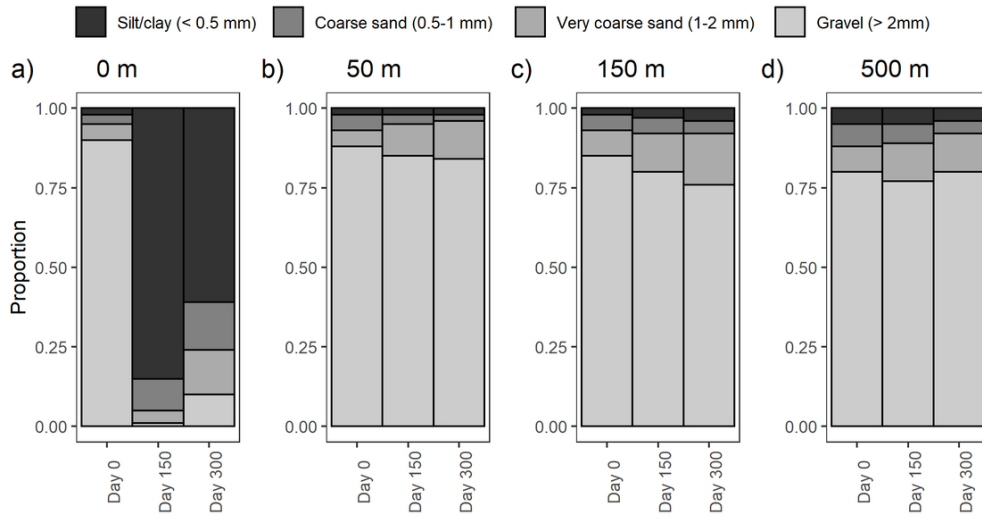 Silt/clay (< 0.5 mm) Coarse sand (0.5-1 mm) Very coarse sand (1-2 mm) Gravel (> 2mm)
a) 0 m b) 50 m c) 150 m d) 500 m
Proportion
1.00 1.00 1.00 1.00
0.75 0.75 0.75 0.75
0.50 0.50 0.50 0.50
0.25 0.25 0.25 0.25
0.00 0.00 0.00 0.00
Day 0 Day 150 Day 300 Day 0 Day 150 Day 300 Day 0 Day 150 Day 300 Day 0 Day 150 Day 300